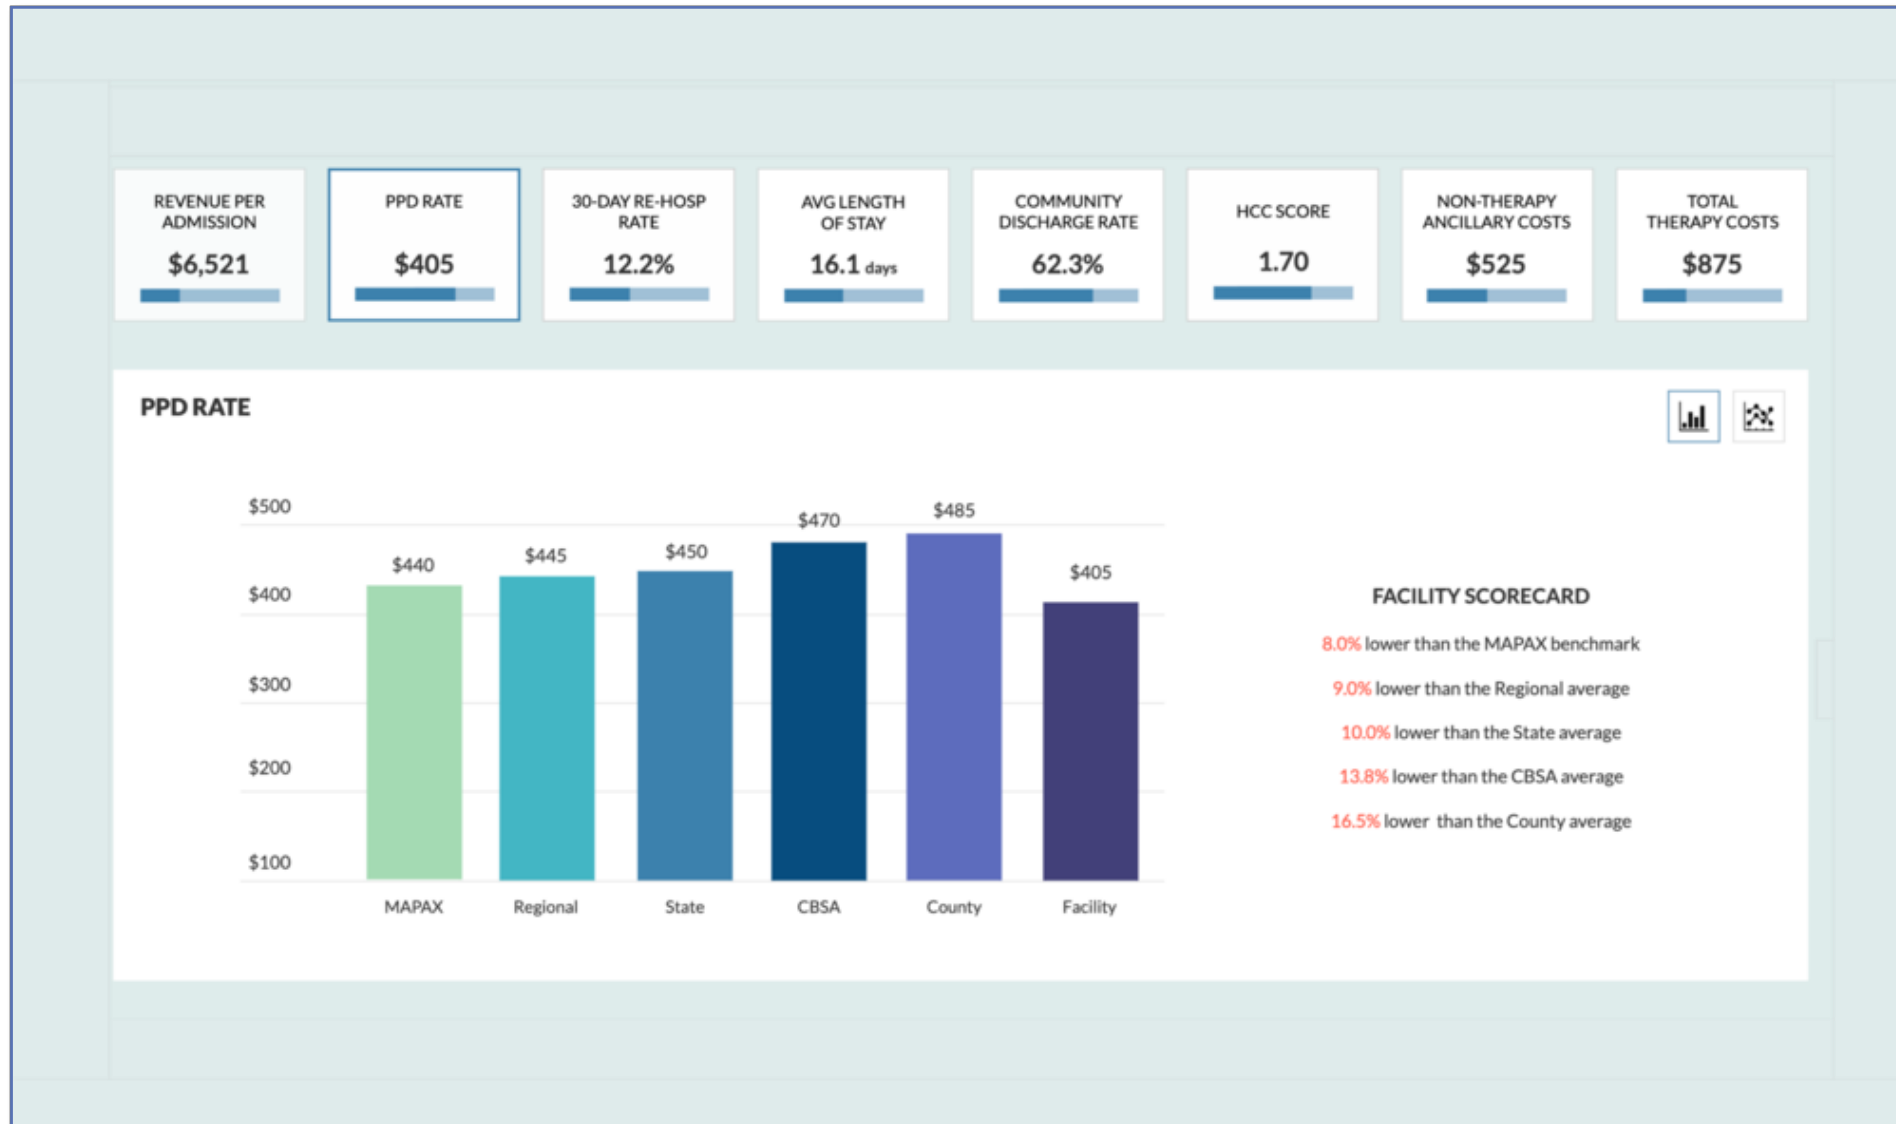 REVENUE PER
ADMISSION
$6,521
PPD RATE
$405
30-DAY RE-HOSP
RATE
12.2%
AVG LENGTH
OF STAY
16.1 days
COMMUNITY
DISCHARGE RATE
62.3%
HCC SCORE
1.70
NON-THERAPY
ANCILLARY COSTS
$525
TOTAL
THERAPY COSTS
$875
PPD RATE
$500
$400
$300
$200
$100
$440
$445
$450
$470
$485
$405
MAPAX
Regional
State
CBSA
County
Facility
FACILITY SCORECARD
8.0% lower than the MAPAX benchmark
9.0% lower than the Regional average
10.0% lower than the State average
13.8% lower than the CBSA average
16.5% lower than the County average